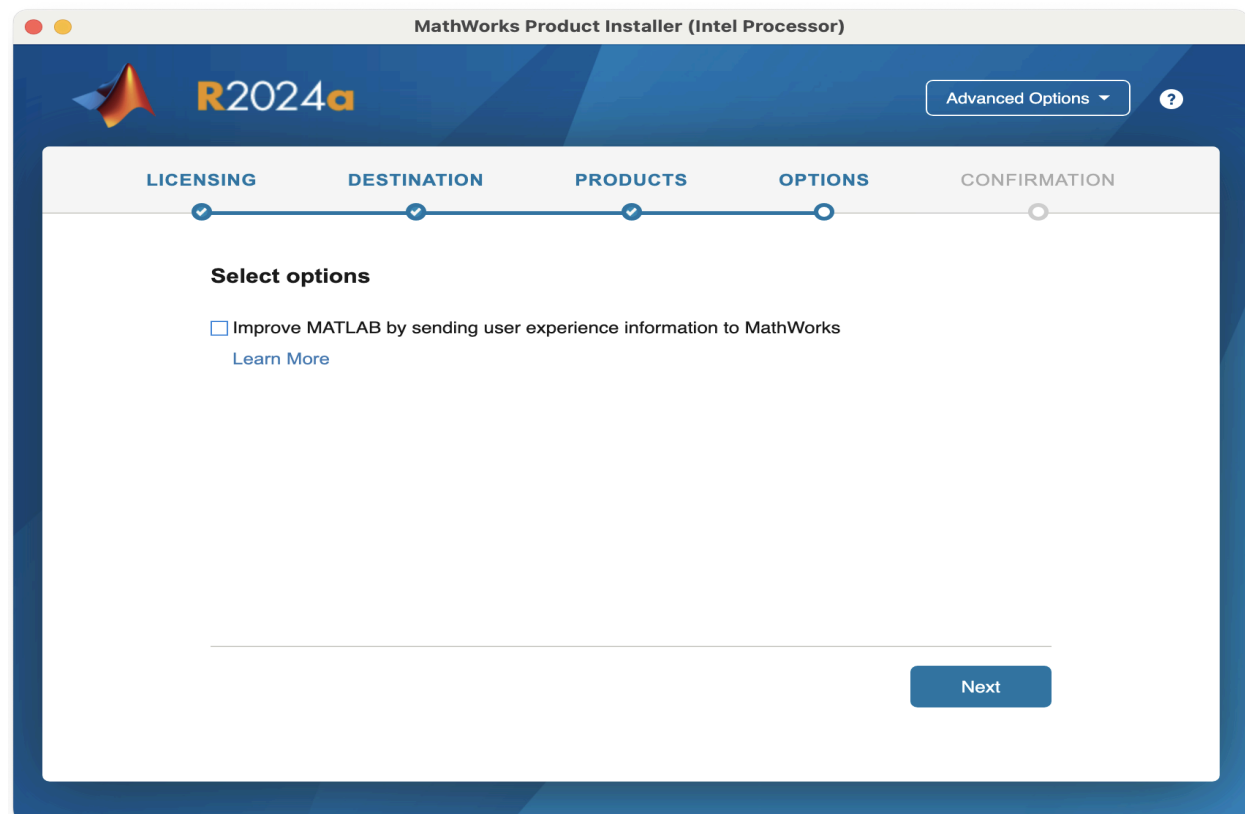 MathWorks Product Installer (Intel Processor)
R2024a
Advanced Options
?
LICENSING DESTINATION PRODUCTS OPTIONS CONFIRMATION
Select options
Improve MATLAB by sending user experience information to MathWorks
Learn More
Next